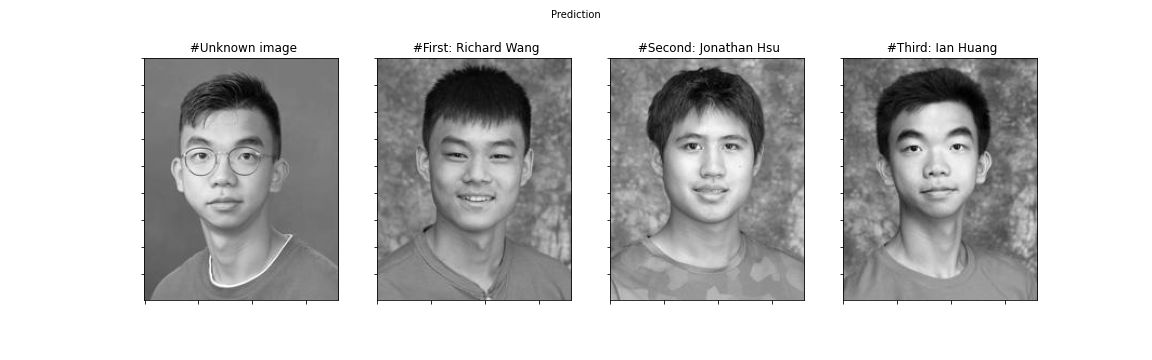 Prediction
#Unknown image
#First: Richard Wang
#Second: Jonathan Hsu
#Third: Ian Huang